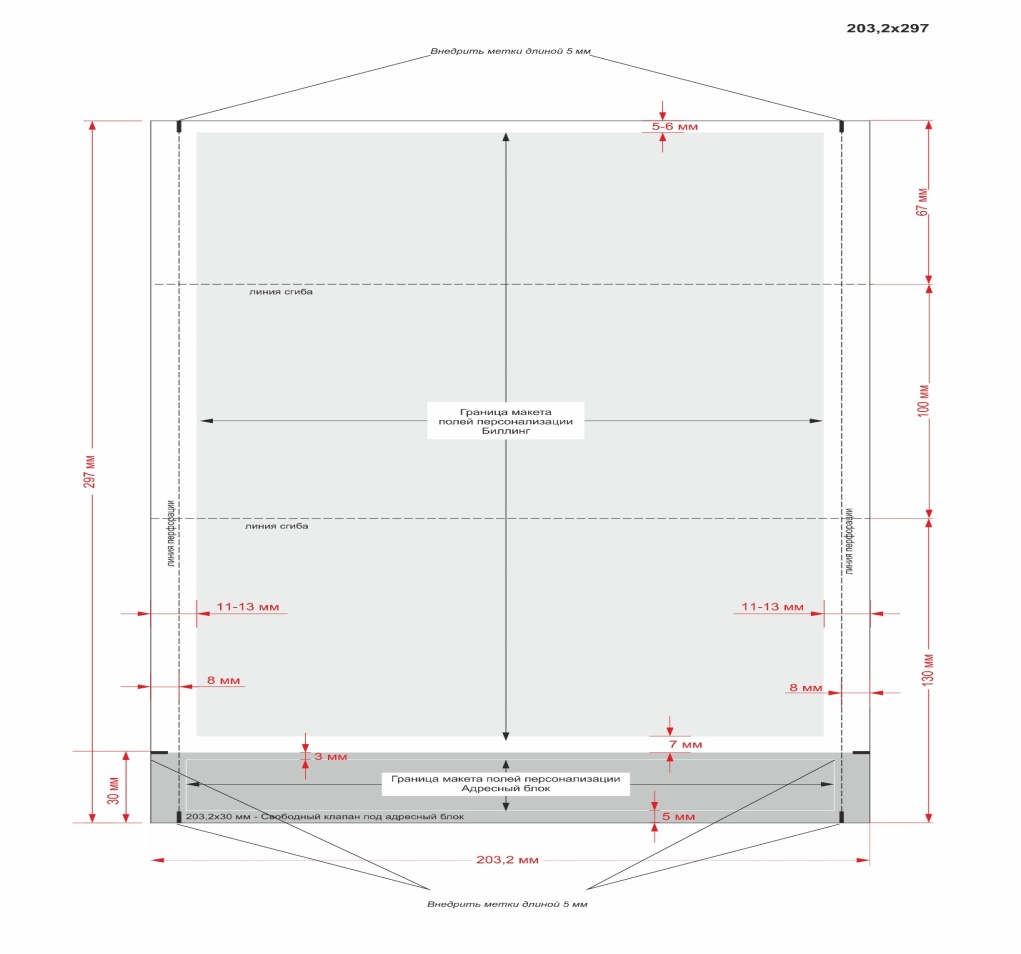 203,2x297
Внедрить метки длиной 5 мм
5-6 мм
67 мм
линия сгиба
100 мм
Граница макета
полей персонализации
Биллинг
297 мм
линия перфорации
линия сгиба
линия перфорации
11-13 мм
11-13 мм
8 мм
8 мм
130 мм
7 мм
3 мм
30 мм
Граница макета полей персонализации
Адресный блок
203,2x30 мм - Свободный клапан под адресный блок
5 мм
203,2 мм
Внедрить метки длиной 5 мм